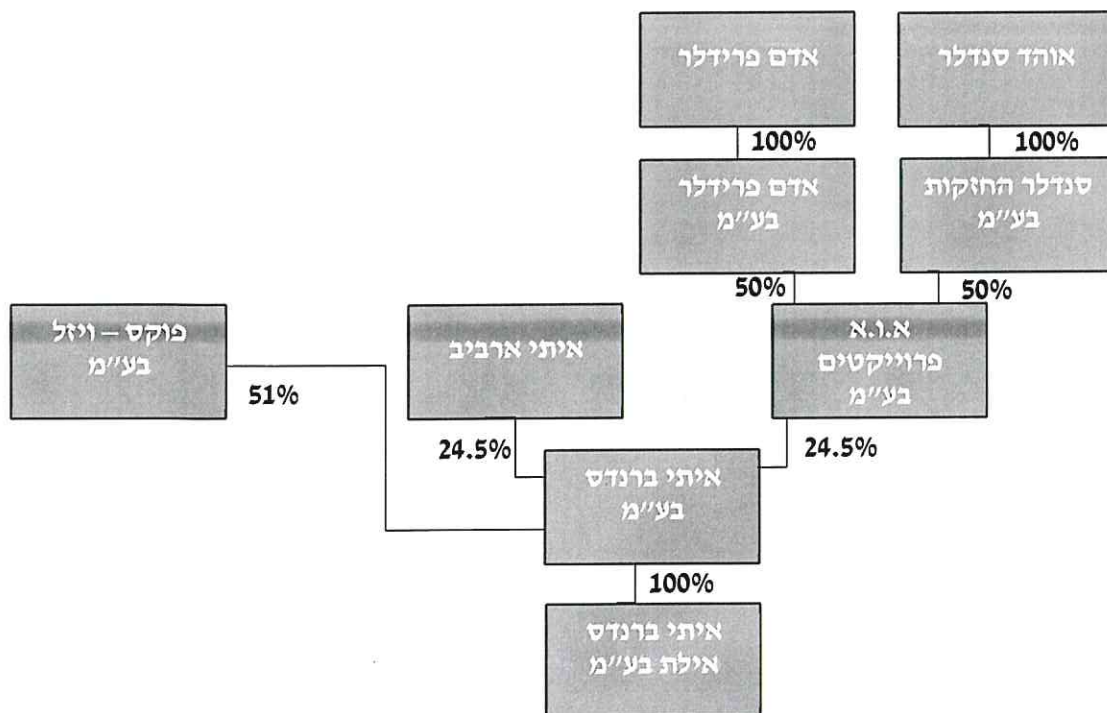 אוהד סנדלר
אדם פרידלר
100%
100%
סנדלר החזקות
בע"מ
אדם פרידלר
בע"מ
50%
50%
א.ו.א
פרוייקטים
בע"מ
איתי ארביב
פוקס – ויזל
בע"מ
51%
24.5%
24.5%
איתי ברנדס
בע"מ
100%
איתי ברנדס
אילת בע"מ